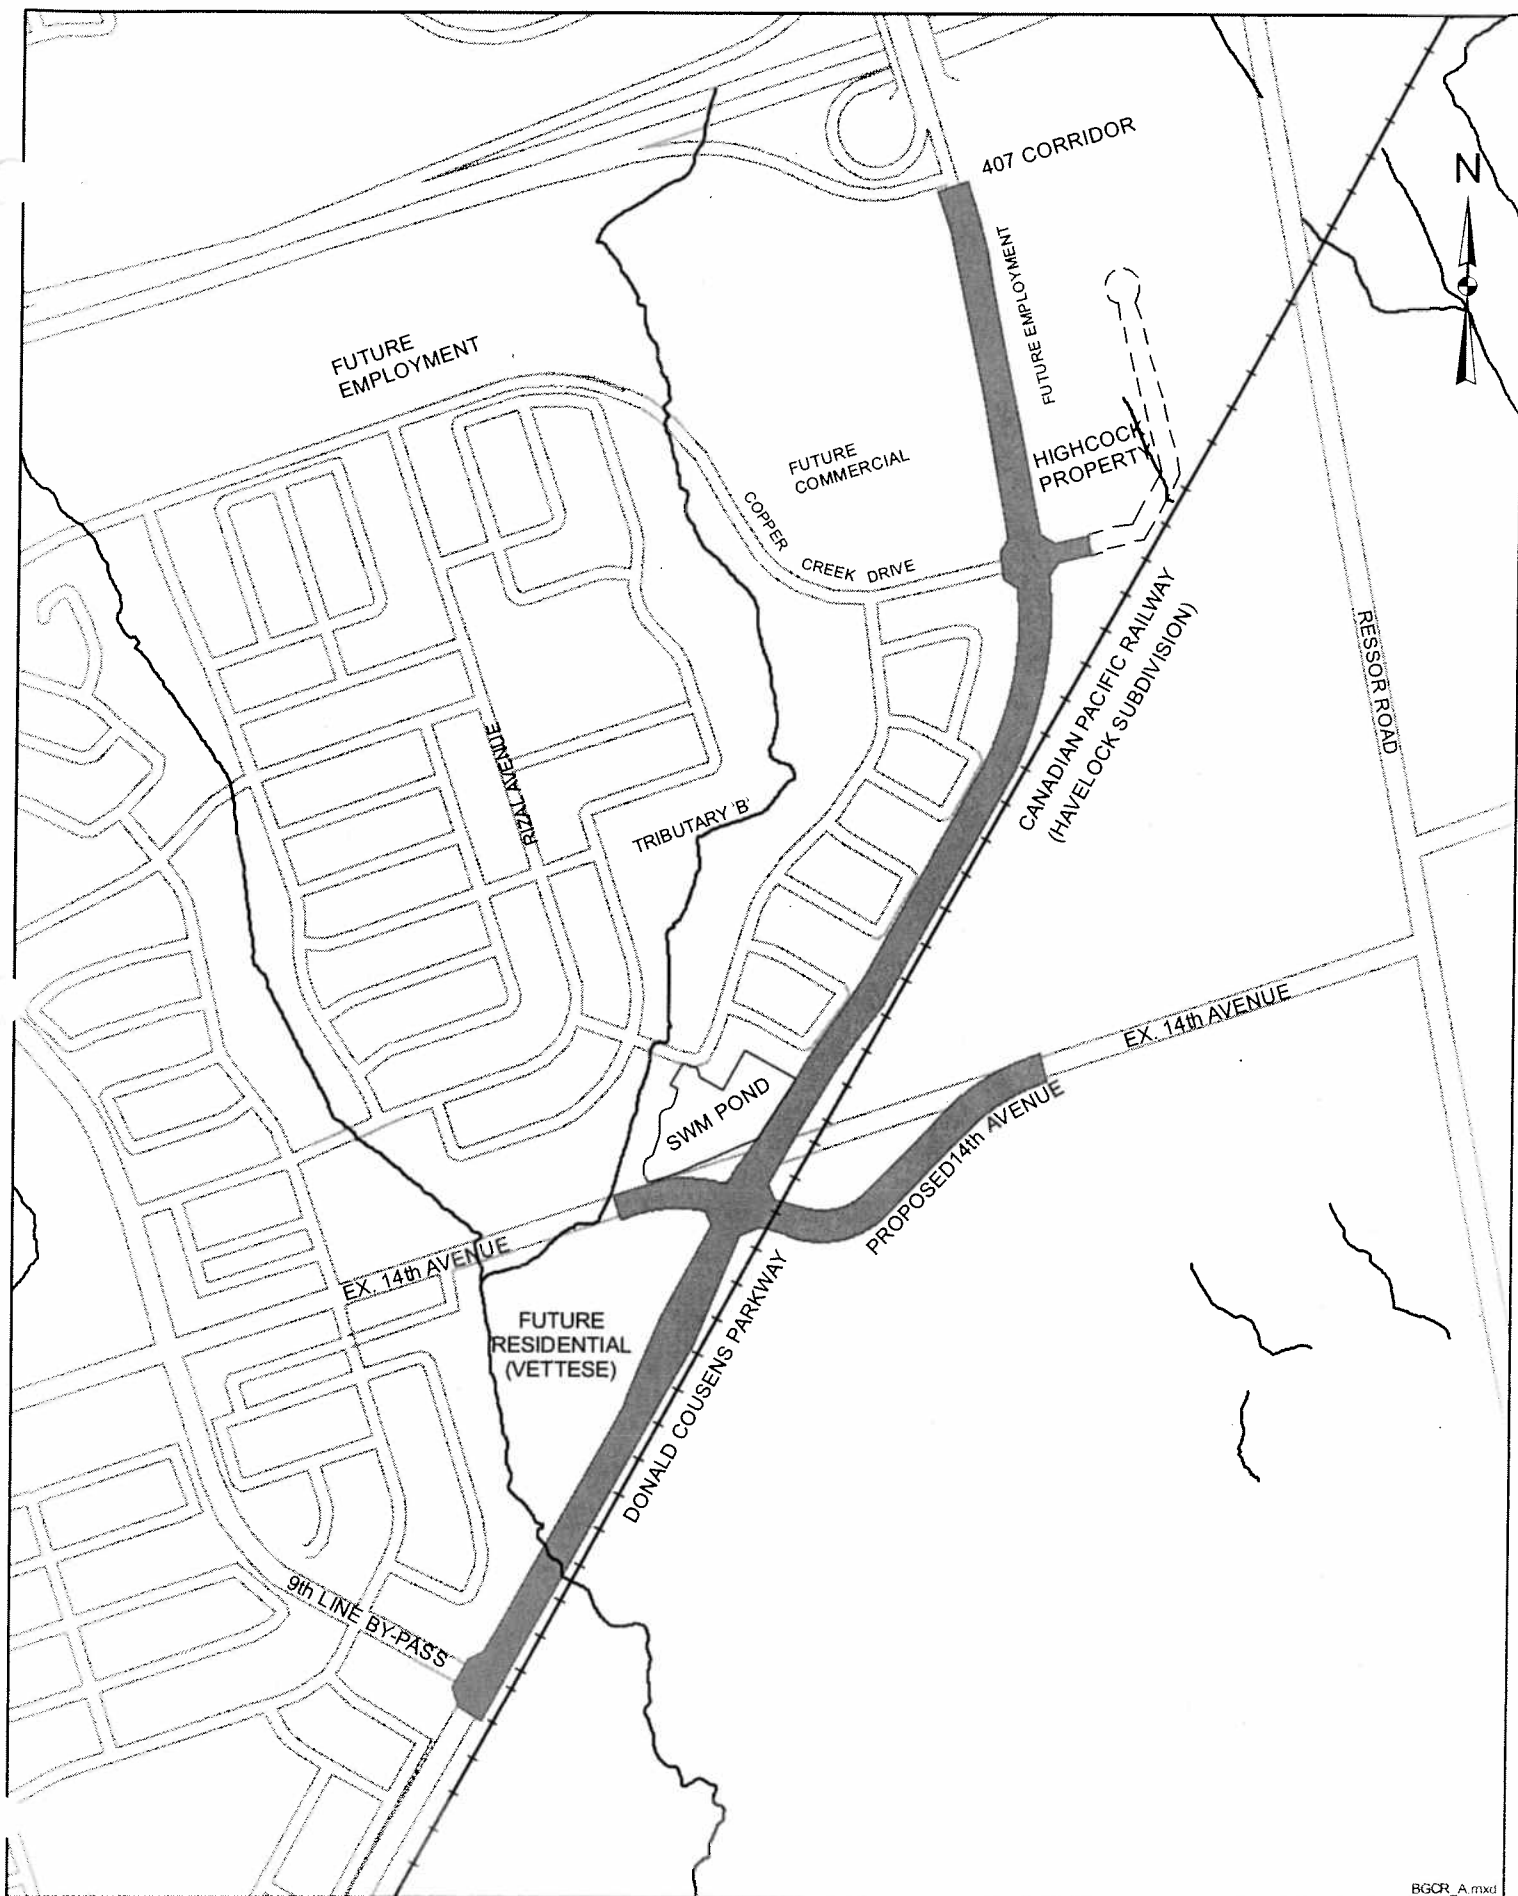 407 CORRIDOR
N
FUTURE EMPLOYMENT
FUTURE
EMPLOYMENT
FUTURE
COMMERCIAL
HIGHCOCK
PROPERTY
COPPER CREEK DRIVE
CANADIAN PACIFIC RAILWAY
(HAVELOCK SUBDIVISION)
RESSOR ROAD
RIZAL AVENUE
TRIBUTARY 'B'
EX. 14th AVENUE
SWM POND
PROPOSED 14th AVENUE
EX. 14th AVENUE
FUTURE
RESIDENTIAL
(VETTESE)
DONALD COUSENS PARKWAY
9th LINE BY-PASS
BGCR_A.mxd